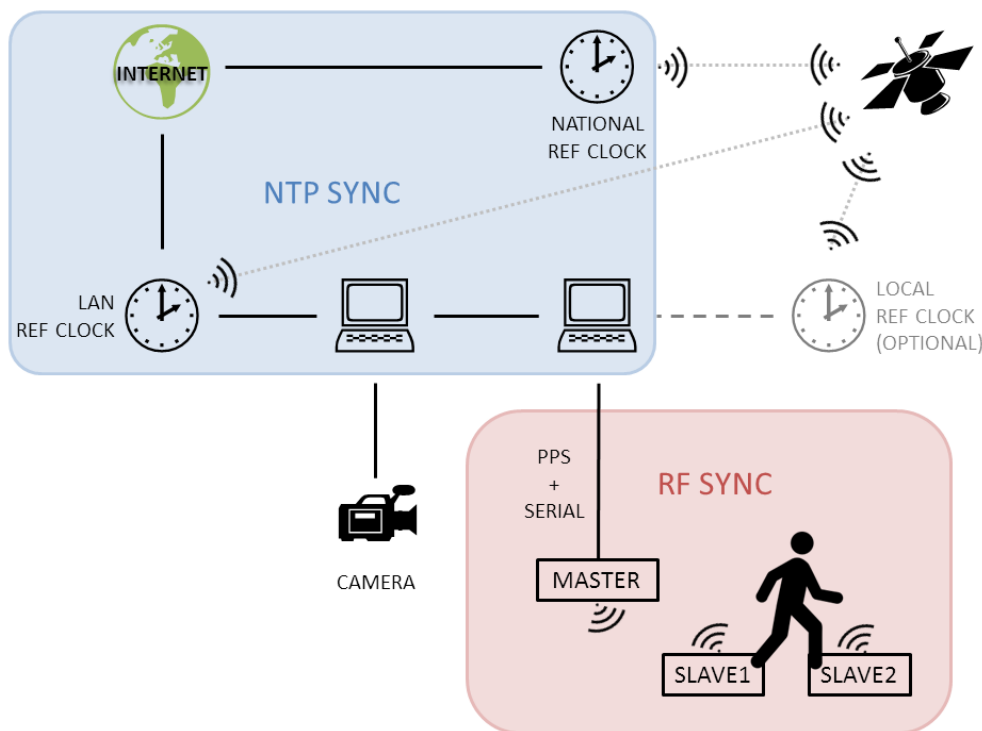 INTERNET
NATIONAL
REF CLOCK
NTP SYNC
LAN
REF CLOCK
LOCAL
REF CLOCK
(OPTIONAL)
PPS
+
SERIAL
RF SYNC
CAMERA
MASTER
SLAVE1
SLAVE2